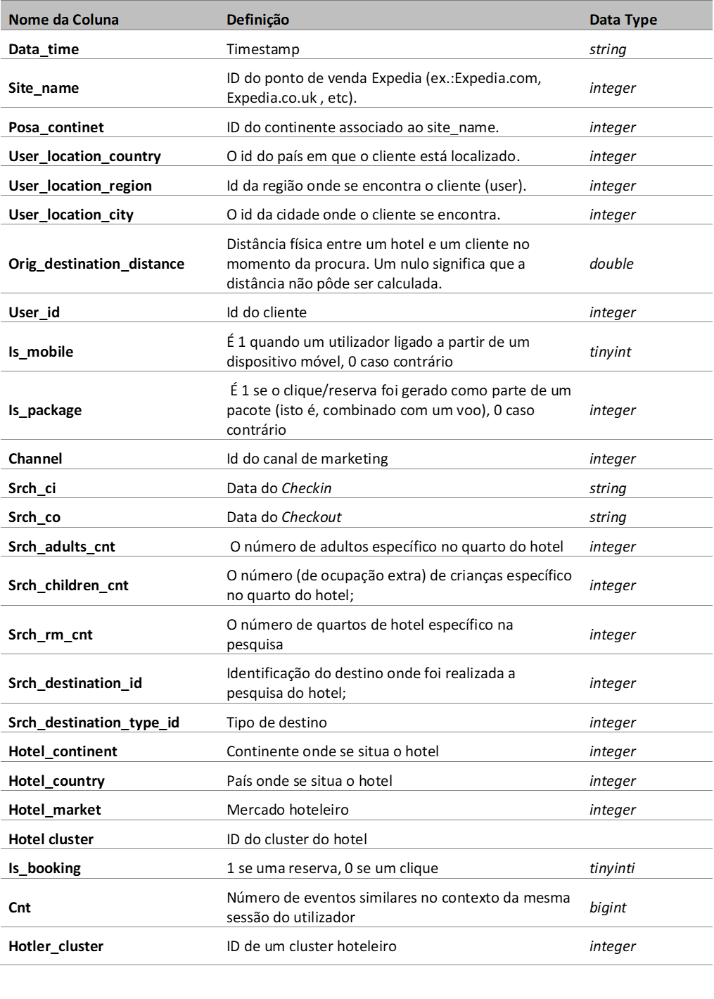 Nome da Coluna Definição Data Type
Data_time Timestamp string
Site_name ID do ponto de venda Expedia (ex.:Expedia.com, integer
Expedia.co.uk , etc).
Posa_continet ID do continente associado ao site_name. integer
User_location_country O id do país em que o cliente está localizado. integer
User_location_region Id da região onde se encontra o cliente (user). integer
User_location_city O id da cidade onde o cliente se encontra. integer
Distância física entre um hotel e um cliente no
Orig_destination_distance momento da procura. Um nulo significa que a double
distância não pôde ser calculada.
User_id Id do cliente integer
Is_mobile É 1 quando um utilizador ligado a partir de um tinyint
dispositivo móvel, 0 caso contrário
É 1 se o clique/reserva foi gerado como parte de um
Is_package pacote (isto é, combinado com um voo), 0 caso integer
contrário
Channel Id do canal de marketing integer
Srch_ci Data do Checkin string
Srch_co Data do Checkout string
Srch_adults_cnt O número de adultos específico no quarto do hotel integer
Srch_children_cnt O número (de ocupação extra) de crianças específico integer
no quarto do hotel;
Srch_rm_cnt O número de quartos de hotel específico na integer
pesquisa
Srch_destination_id Identificação do destino onde foi realizada a integer
pesquisa do hotel;
Srch_destination_type_id Tipo de destino integer
Hotel_continent Continente onde se situa o hotel integer
Hotel_country País onde se situa o hotel integer
Hotel_market Mercado hoteleiro integer
Hotel cluster ID do cluster do hotel
Is_booking 1 se uma reserva, 0 se um clique tinyinti
Cnt Número de eventos similares no contexto da mesma bigint
sessão do utilizador
Hotler_cluster ID de um cluster hoteleiro integer